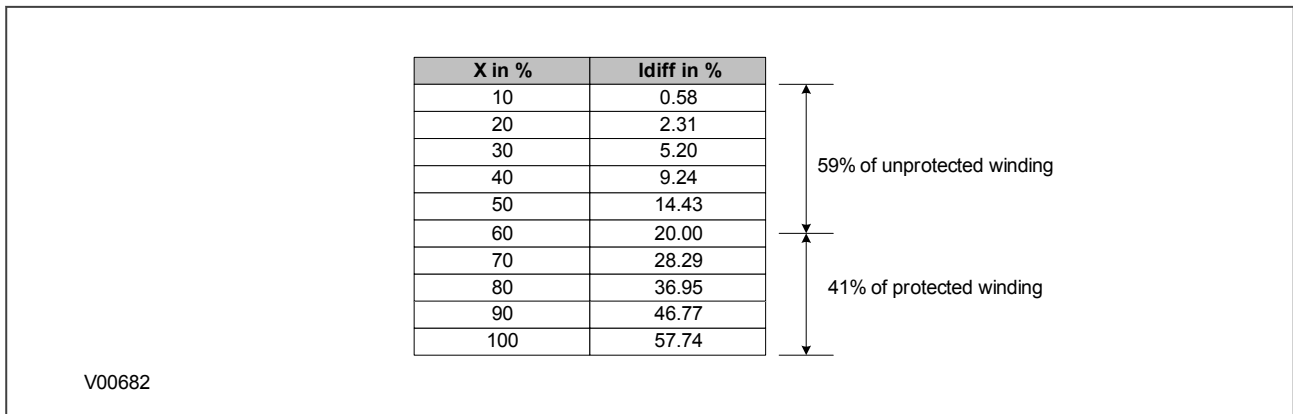 X in % Idiff in %
10 0.58
20 2.31
30 5.20
40 9.24
50 14.43
60 20.00
70 28.29
80 36.95
90 46.77
100 57.74
59% of unprotected winding
41% of protected winding
V00682